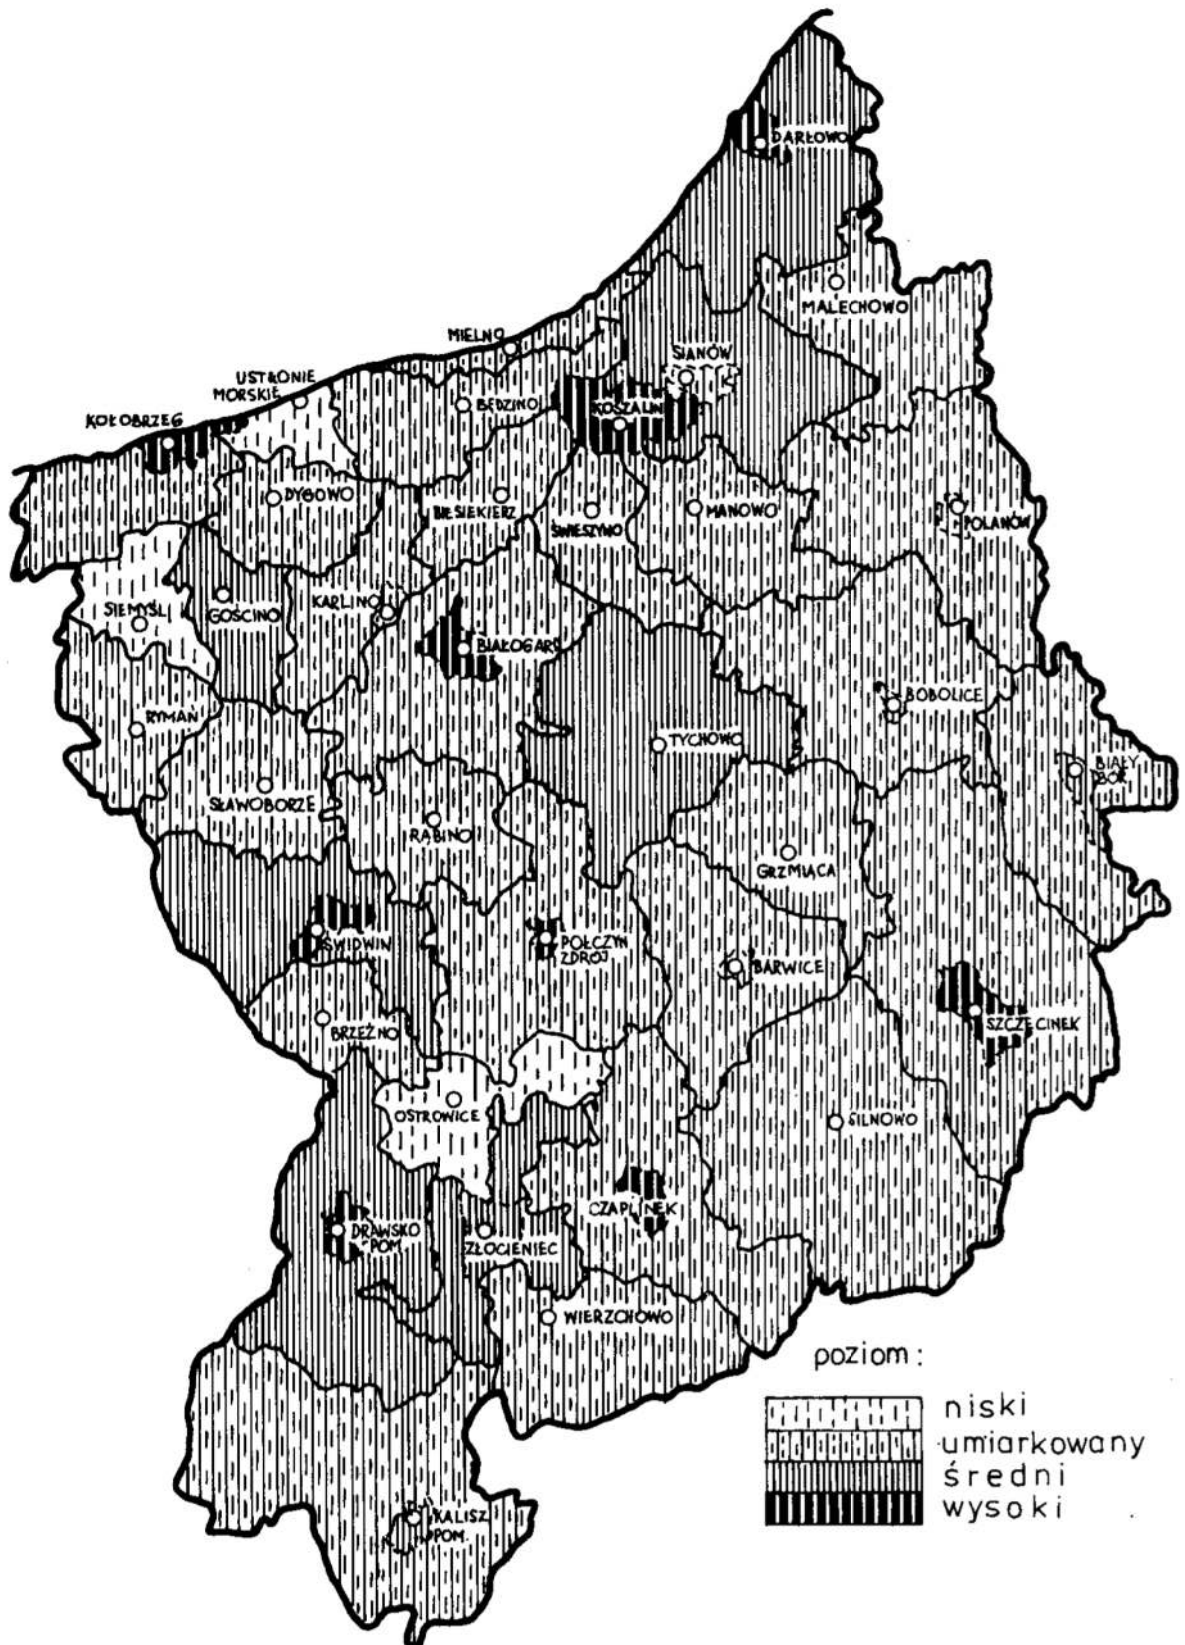 DARŁOWO
MALECHOWO
MIELNO
SIANÓW
USTRONIE
MORSKIE
BĘDZINO
KOSZALIN
KOŁOBRZEG
DYGOWO
BIESIEKIERZ
ŚWIESZYNO
MANOWO
POLANÓW
SIEMYŚL
GOŚCINO
KARLINO
BIAŁOGARD
BOBOLICE
RYMAŃ
TYCHOWO
BIAŁY
BÓR
SŁAWOBORZE
RĄBINO
GRZMIĄCA
ŚWIDWIN
POŁCZYN
ZDRÓJ
BARWICE
BRZEŻNO
SZCZECINEK
OSTROWICE
SILNOWO
CZAPLINEK
DRAWSKO
POM.
ZŁOCIENIEC
WIERZCHOWO
KALISZ
POM.
poziom:
niski
umiarkowany
średni
wysoki